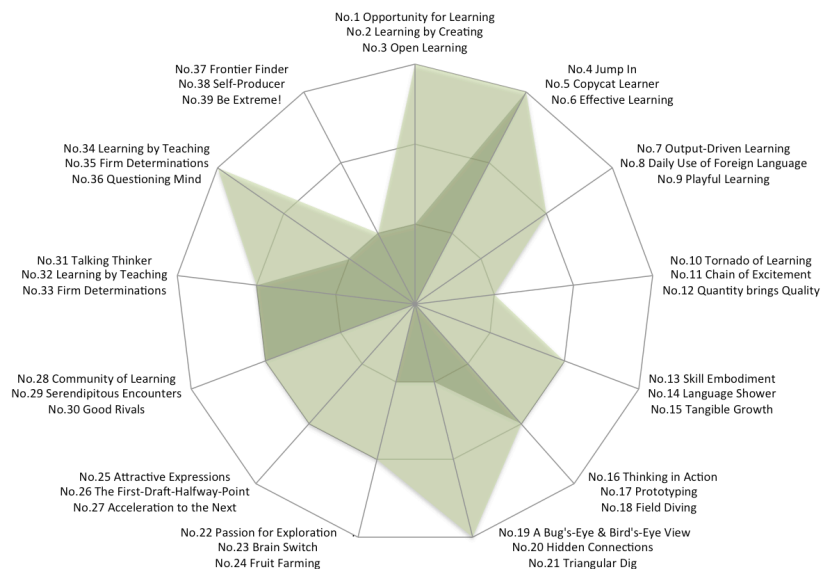 No.1 Opportunity for Learning
No.2 Learning by Creating
No.3 Open Learning
No.4 Jump In
No.5 Copycat Learner
No.6 Effective Learning
No.7 Output-Driven Learning
No.8 Daily Use of Foreign Language
No.9 Playful Learning
No.10 Tornado of Learning
No.11 Chain of Excitement
No.12 Quantity brings Quality
No.13 Skill Embodiment
No.14 Language Shower
No.15 Tangible Growth
No.16 Thinking in Action
No.17 Prototyping
No.18 Field Diving
No.19 A Bug's-Eye & Bird's-Eye View
No.20 Hidden Connections
No.21 Triangular Dig
No.22 Passion for Exploration
No.23 Brain Switch
No.24 Fruit Farming
No.25 Attractive Expressions
No.26 The First-Draft-Halfway-Point
No.27 Acceleration to the Next
No.28 Community of Learning
No.29 Serendipitous Encounters
No.30 Good Rivals
No.31 Talking Thinker
No.32 Learning by Teaching
No.33 Firm Determinations
No.34 Learning by Teaching
No.35 Firm Determinations
No.36 Questioning Mind
No.37 Frontier Finder
No.38 Self-Producer
No.39 Be Extreme!